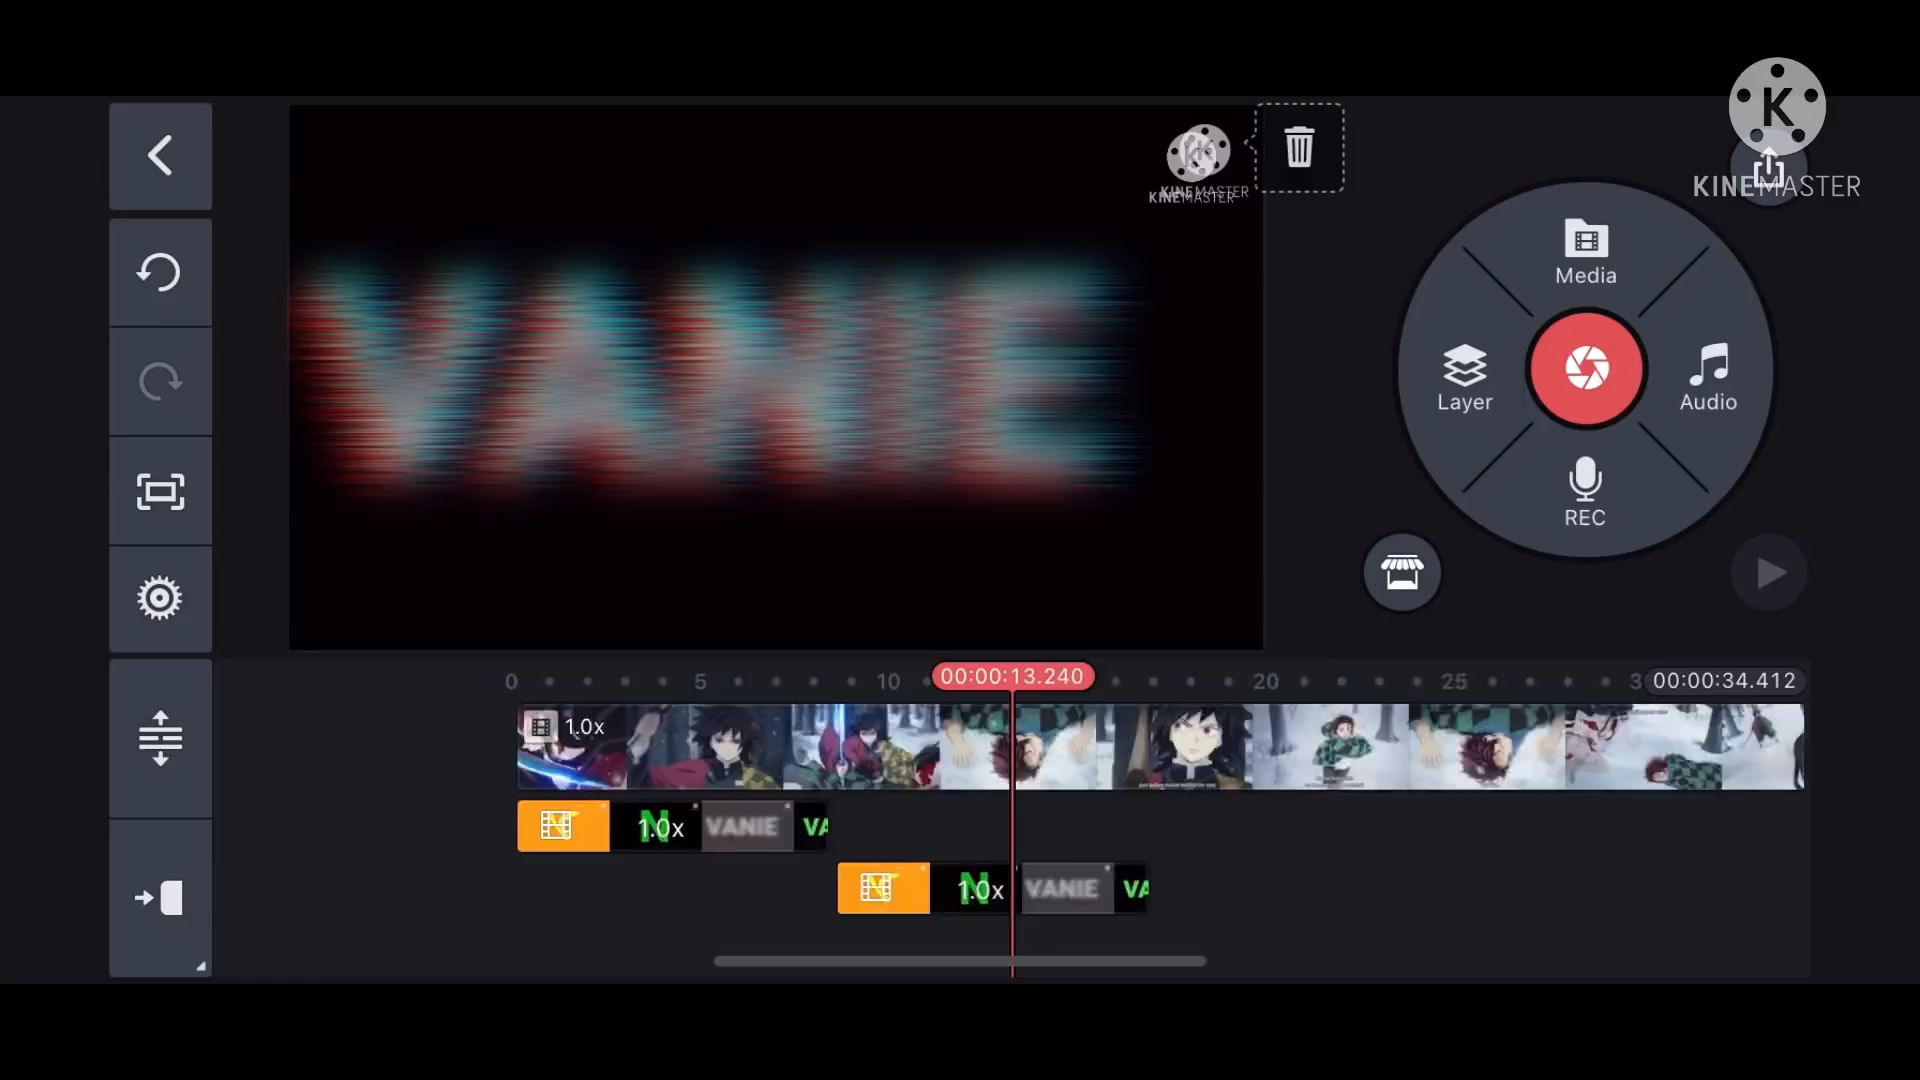 K
KINEMASTER
KINEMASTER
KINEMASTER
VANIE
Media
Layer
Audio
REC
0
5
10
00:00:13.240
20
25
3
00:00:34.412
1.0x
N
1.0x
VANIE
VA
N
1.0x
VANIE
VA